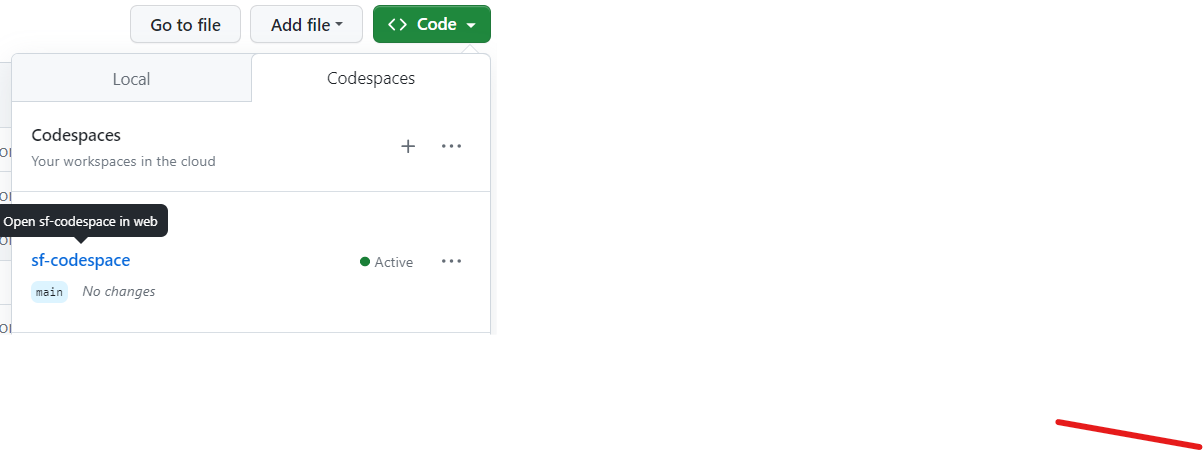 Go to file Add file Code
Local Codespaces
Codespaces
Your workspaces in the cloud
Open sf-codespace in web
sf-codespace Active
main No changes